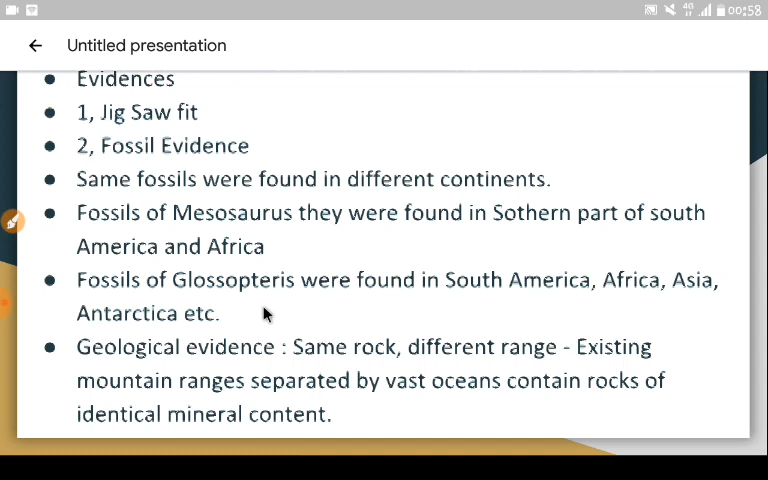 4G 00:58
Untitled presentation
Evidences
1, Jig Saw fit
2, Fossil Evidence
Same fossils were found in different continents.
Fossils of Mesosaurus they were found in Sothern part of south
America and Africa
Fossils of Glossopteris were found in South America, Africa, Asia,
Antarctica etc.
Geological evidence : Same rock, different range - Existing
mountain ranges separated by vast oceans contain rocks of
identical mineral content.